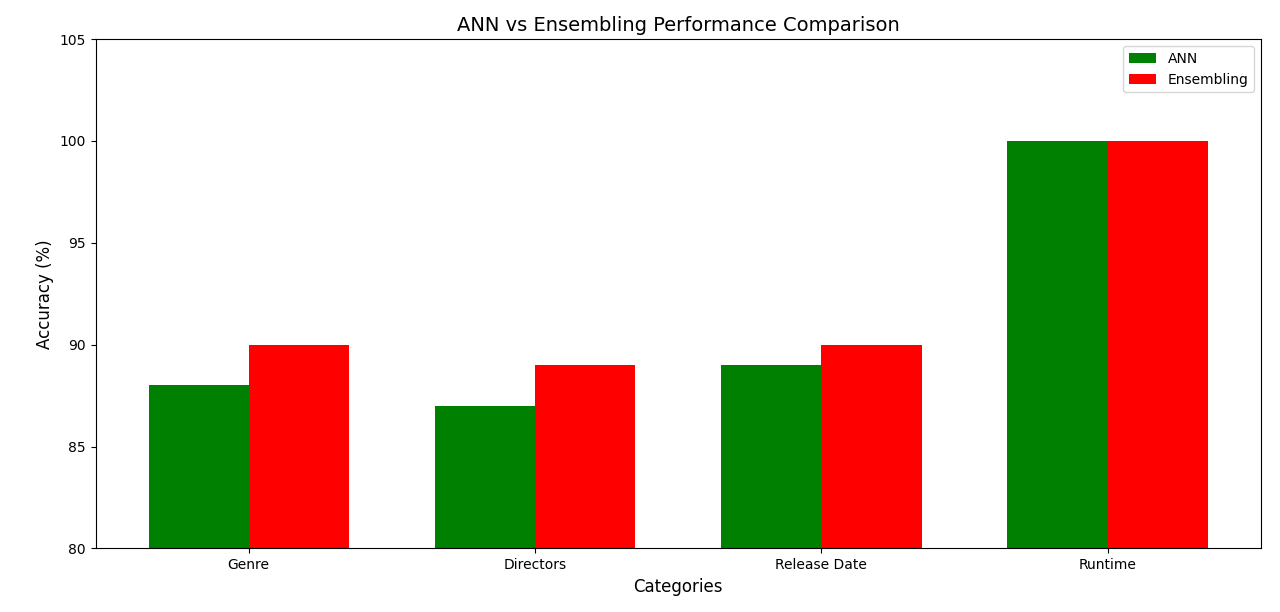 ANN vs Ensembling Performance Comparison
105
100
95
90
85
80
Accuracy (%)
ANN
Ensembling
Genre
Directors
Release Date
Runtime
Categories